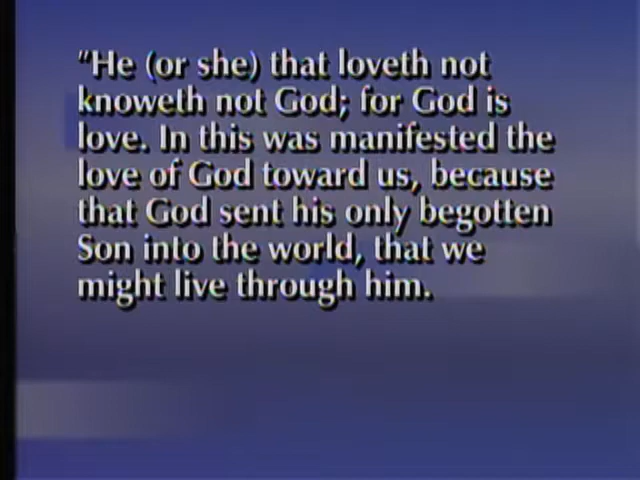 "He (or she) that loveth not
knoweth not God; for God is
love. In this was manifested the
love of God toward us, because
that God sent his only begotten
Son into the world, that we
might live through him.